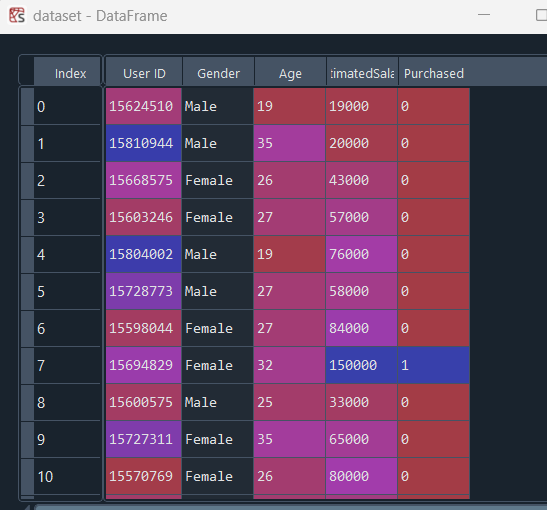 dataset - DataFrame
Index User ID Gender Age timatedSala Purchased
0 15624510 Male 19 19000 0
1 15810944 Male 35 20000 0
2 15668575 Female 26 43000 0
3 15603246 Female 27 57000 0
4 15804002 Male 19 76000 0
5 15728773 Male 27 58000 0
6 15598044 Female 27 84000 0
7 15694829 Female 32 150000 1
8 15600575 Male 25 33000 0
9 15727311 Female 35 65000 0
10 15570769 Female 26 80000 0